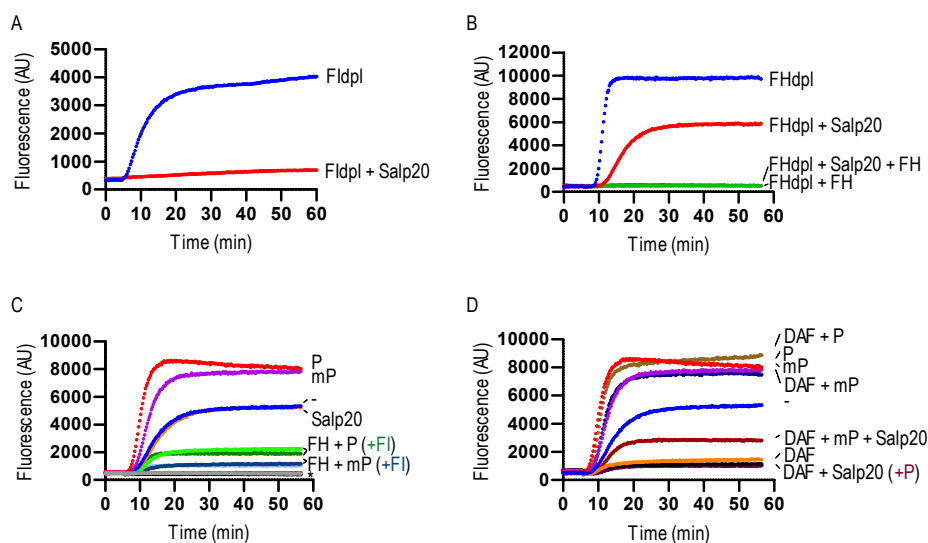 A
Fluorescence (AU)
5000
4000
3000
2000
1000
0
0 10 20 30 40 50 60
Time (min)
FIdpl
FIdpl + Salp20
B
Fluorescence (AU)
12000
10000
8000
6000
4000
2000
0
0 10 20 30 40 50 60
Time (min)
FHdpl
FHdpl + Salp20
FHdpl + Salp20 + FH
FHdpl + FH
C
Fluorescence (AU)
10000
8000
6000
4000
2000
0
0 10 20 30 40 50 60
Time (min)
P
mP
-
Salp20
FH + P (+FI)
FH + mP (+FI)
*
D
Fluorescence (AU)
10000
8000
6000
4000
2000
0
0 10 20 30 40 50 60
Time (min)
DAF + P
P
mP
DAF + mP
-
DAF + mP + Salp20
DAF
DAF + Salp20 (+P)